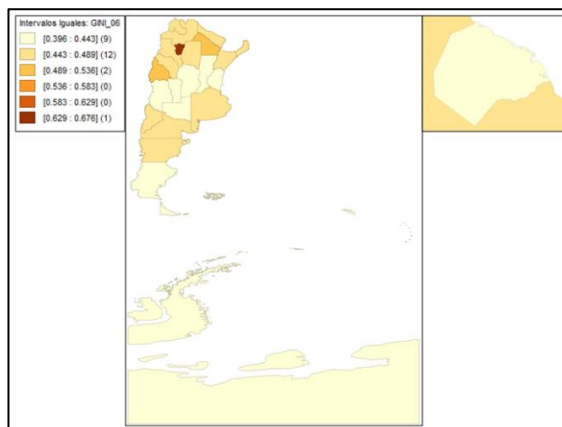 Intervalos Iguales: GINI_06
[0.396 : 0.443] (9)
[0.443 : 0.489] (12)
[0.489 : 0.536] (2)
[0.536 : 0.583] (0)
[0.583 : 0.629] (0)
[0.629 : 0.676] (1)